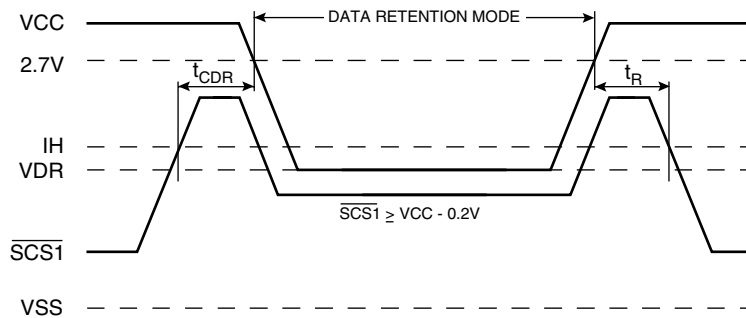 VCC
DATA RETENTION MODE
2.7V
tCDR
tR
IH
VDR
SCS1 ≥ VCC - 0.2V
SCS1
VSS